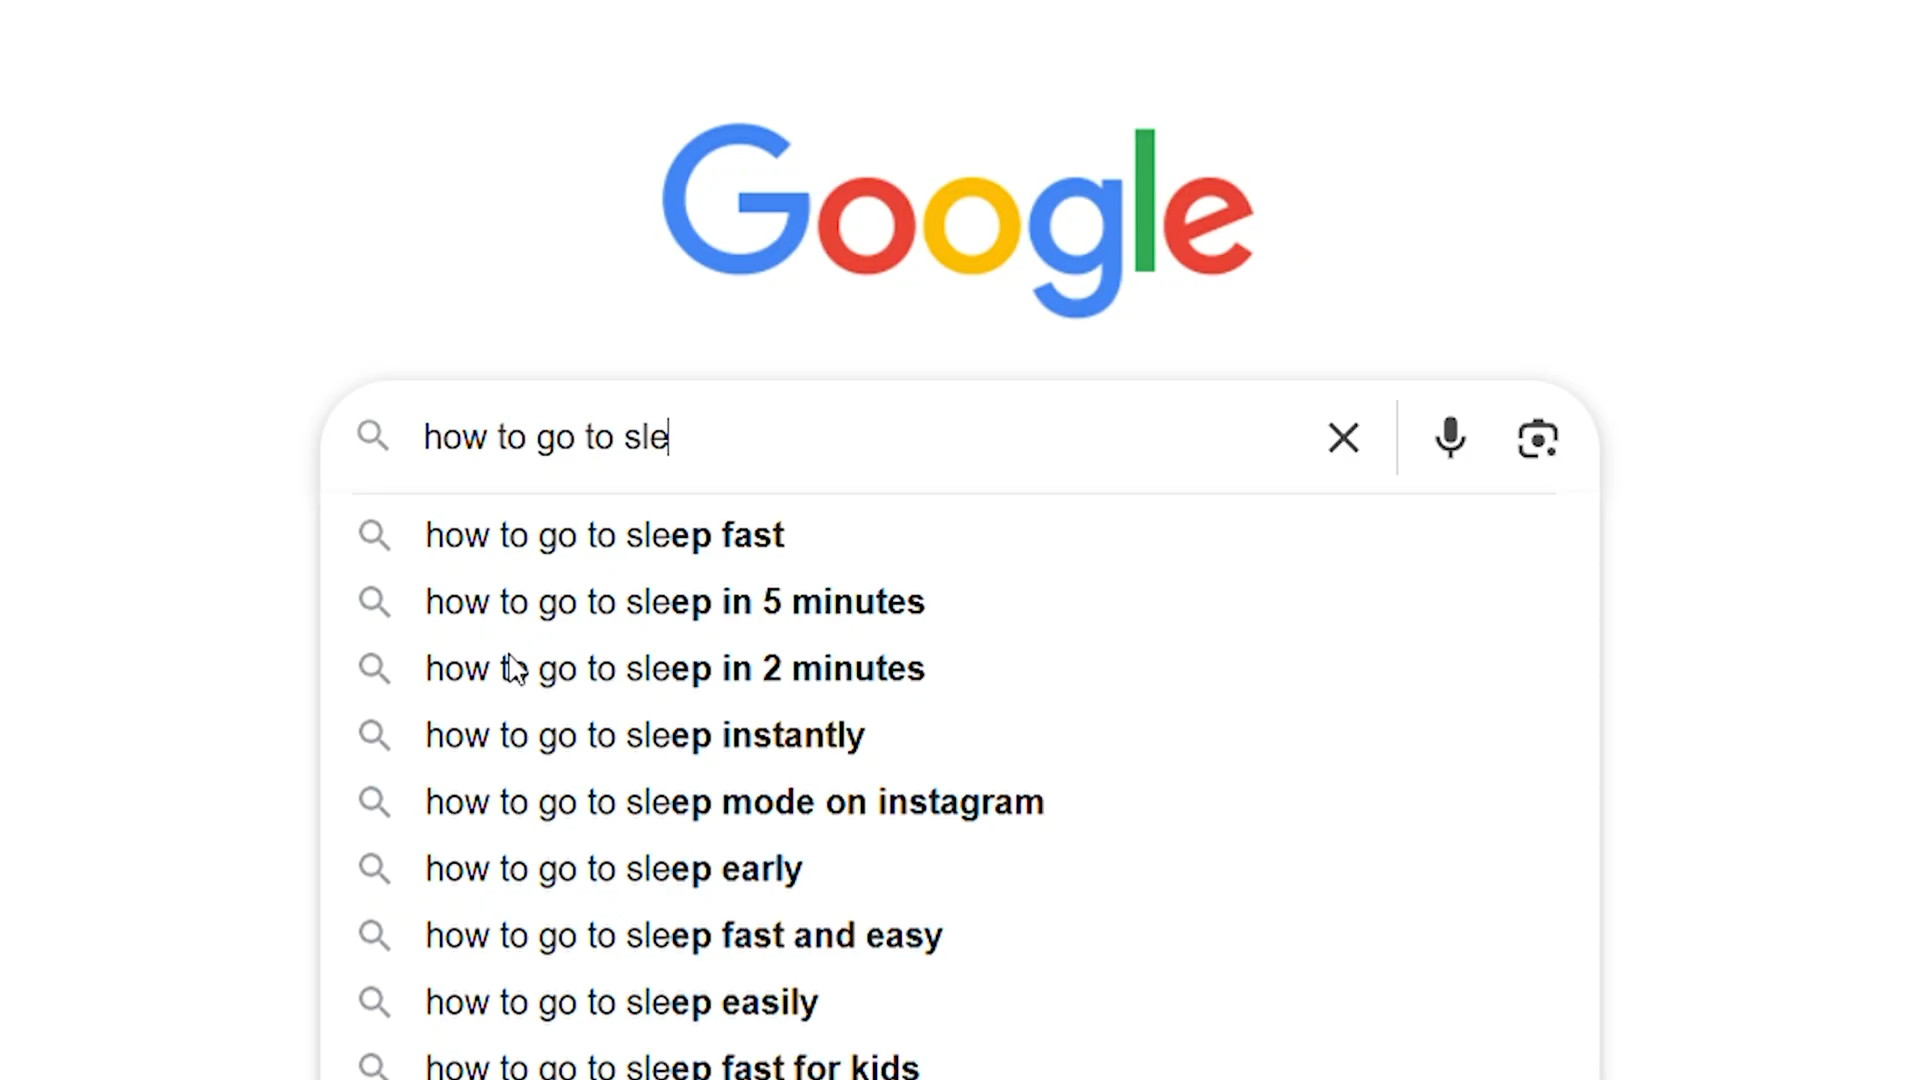 Google
how to go to sle
how to go to sleep fast
how to go to sleep in 5 minutes
how to go to sleep in 2 minutes
how to go to sleep instantly
how to go to sleep mode on instagram
how to go to sleep early
how to go to sleep fast and easy
how to go to sleep easily
how to go to sleep fast for kids